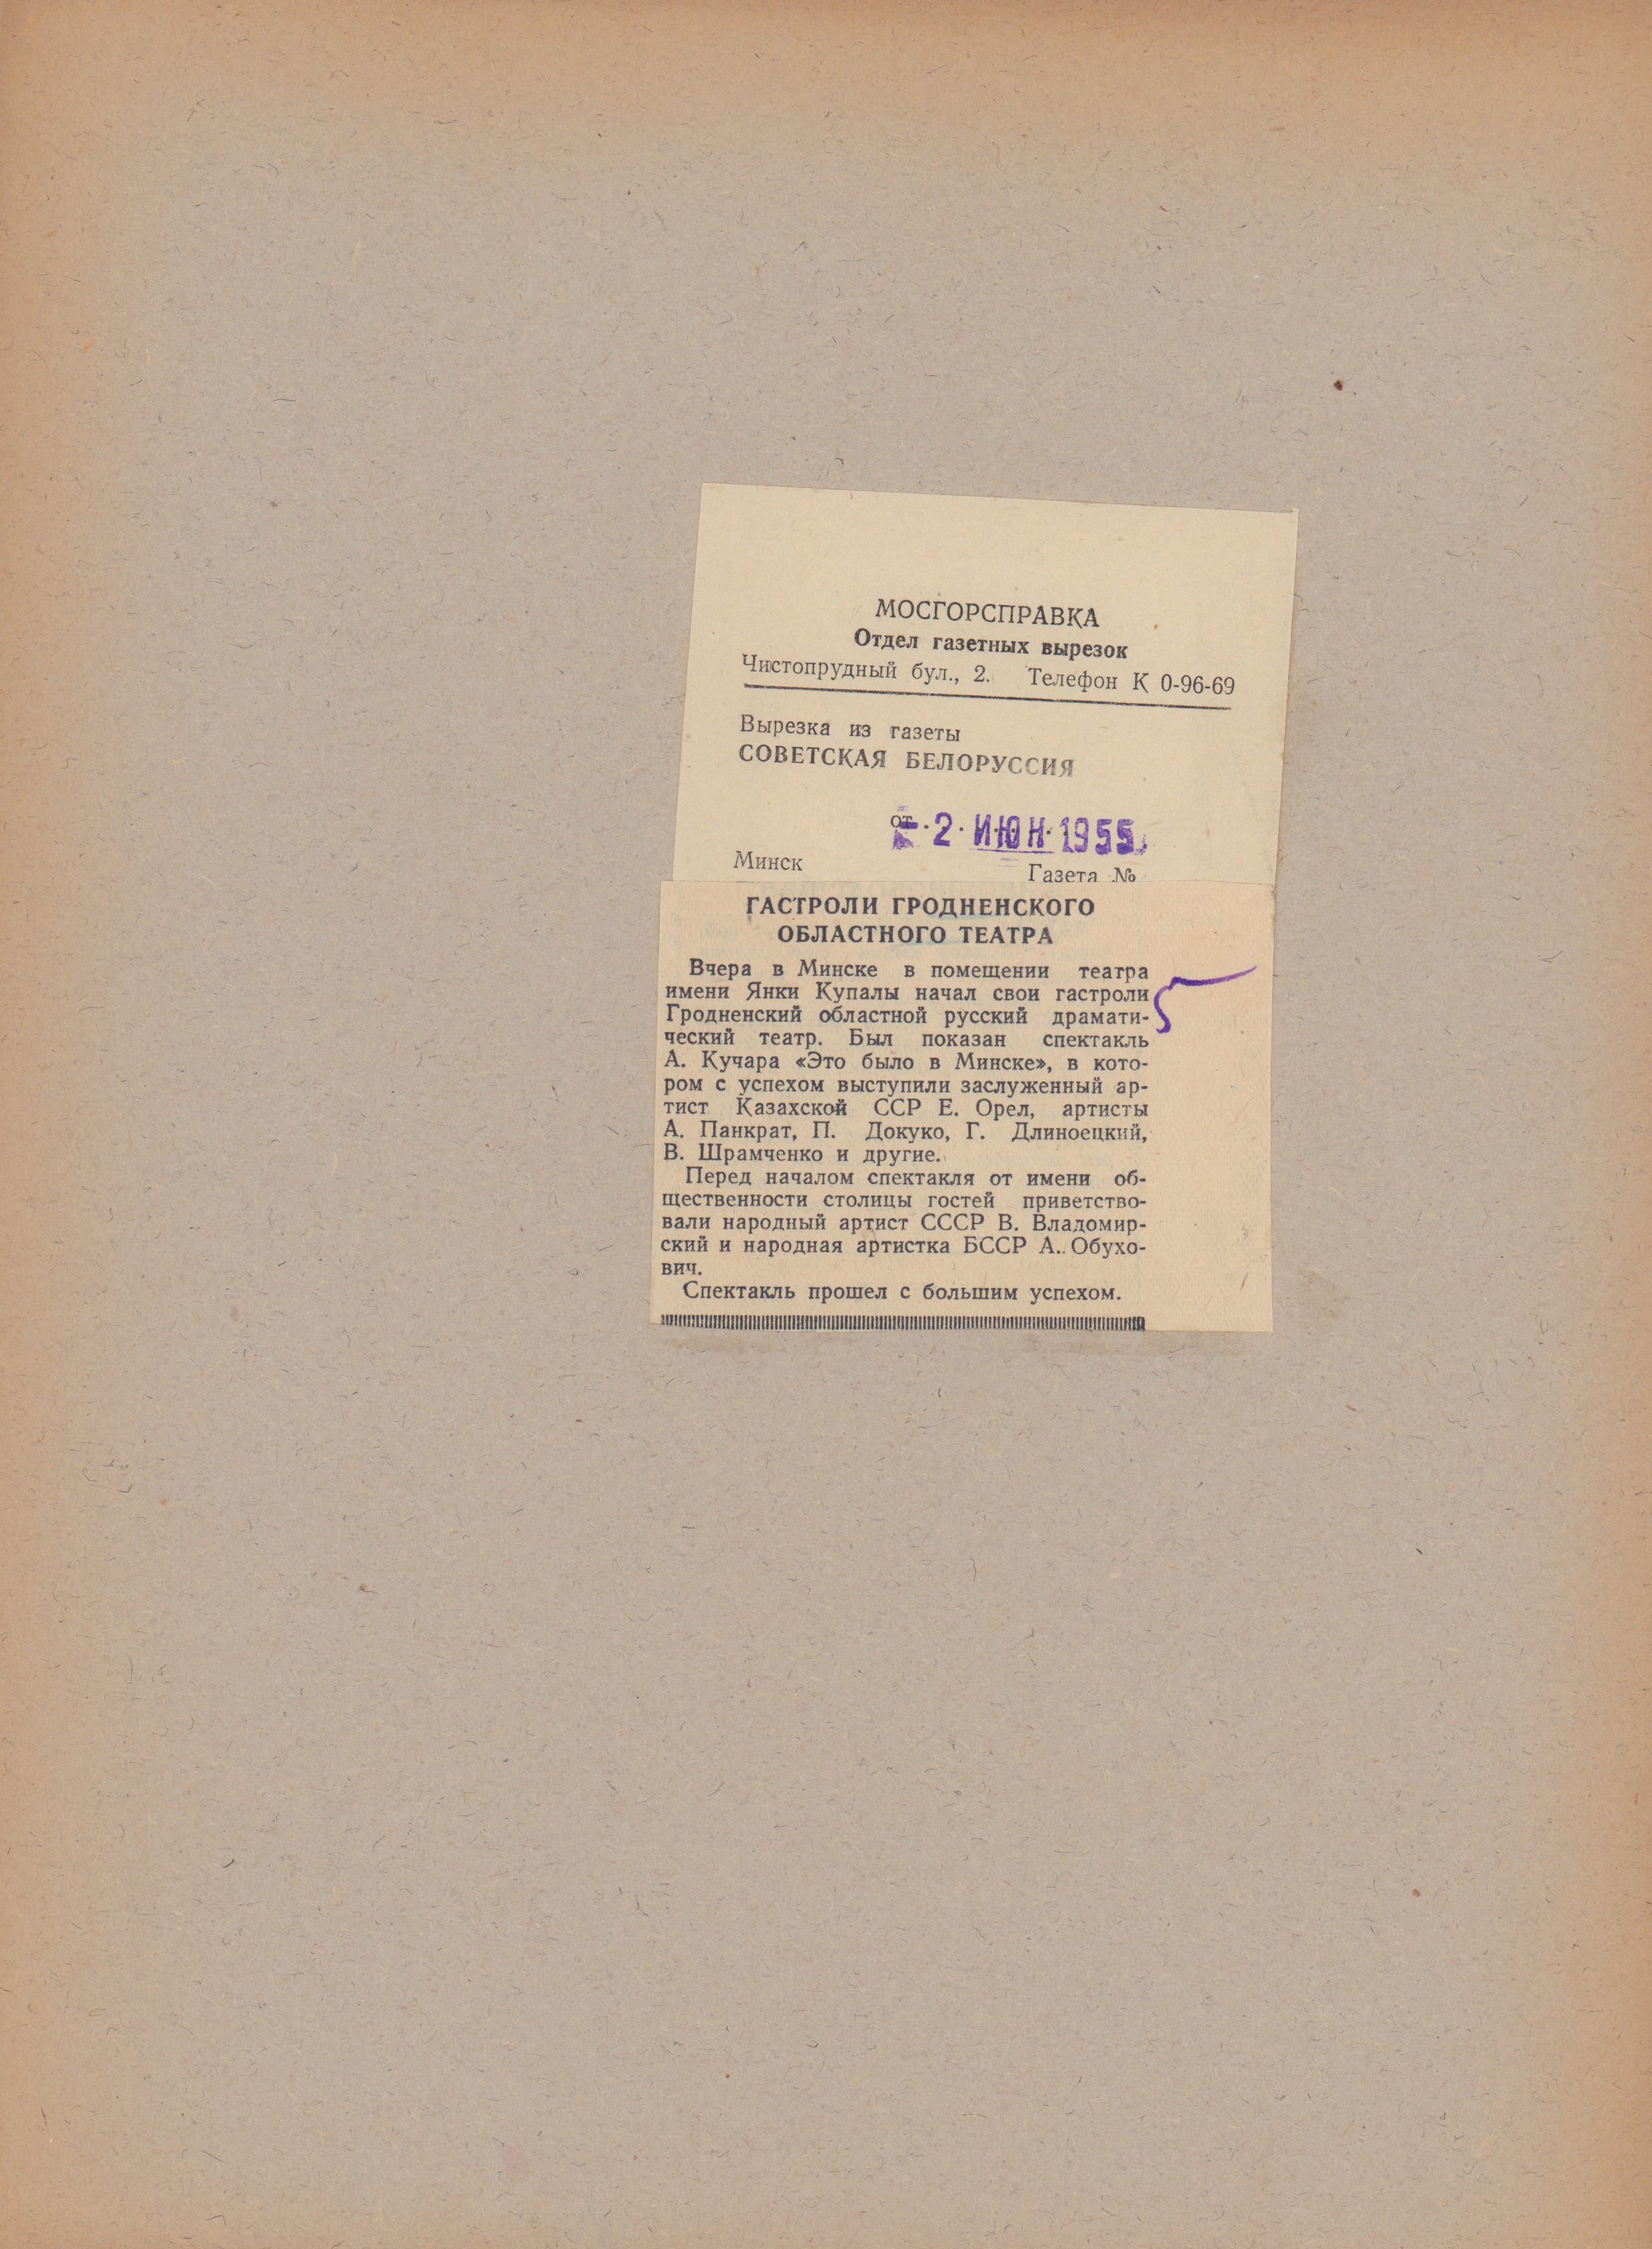 МОСГОРСПРАВКА
Отдел газетных вырезок
Чистопрудный бул., 2. Телефон К 0-96-69
Вырезка из газеты
СОВЕТСКАЯ БЕЛОРУССИЯ
от 2 ИЮН 1955
Минск Газета №
ГАСТРОЛИ ГРОДНЕНСКОГО
ОБЛАСТНОГО ТЕАТРА
Вчера в Минске в помещении театра
имени Янки Купалы начал свои гастроли
Гродненский областной русский драмати-
ческий театр. Был показан спектакль
А. Кучара «Это было в Минске», в кото-
ром с успехом выступили заслуженный ар-
тист Казахской ССР Е. Орел, артисты
А. Панкрат, П. Докуко, Г. Длиноецкий,
В. Шрамченко и другие.
Перед началом спектакля от имени об-
щественности столицы гостей приветство-
вали народный артист СССР В. Владомир-
ский и народная артистка БССР А. Обухо-
вич.
Спектакль прошел с большим успехом.